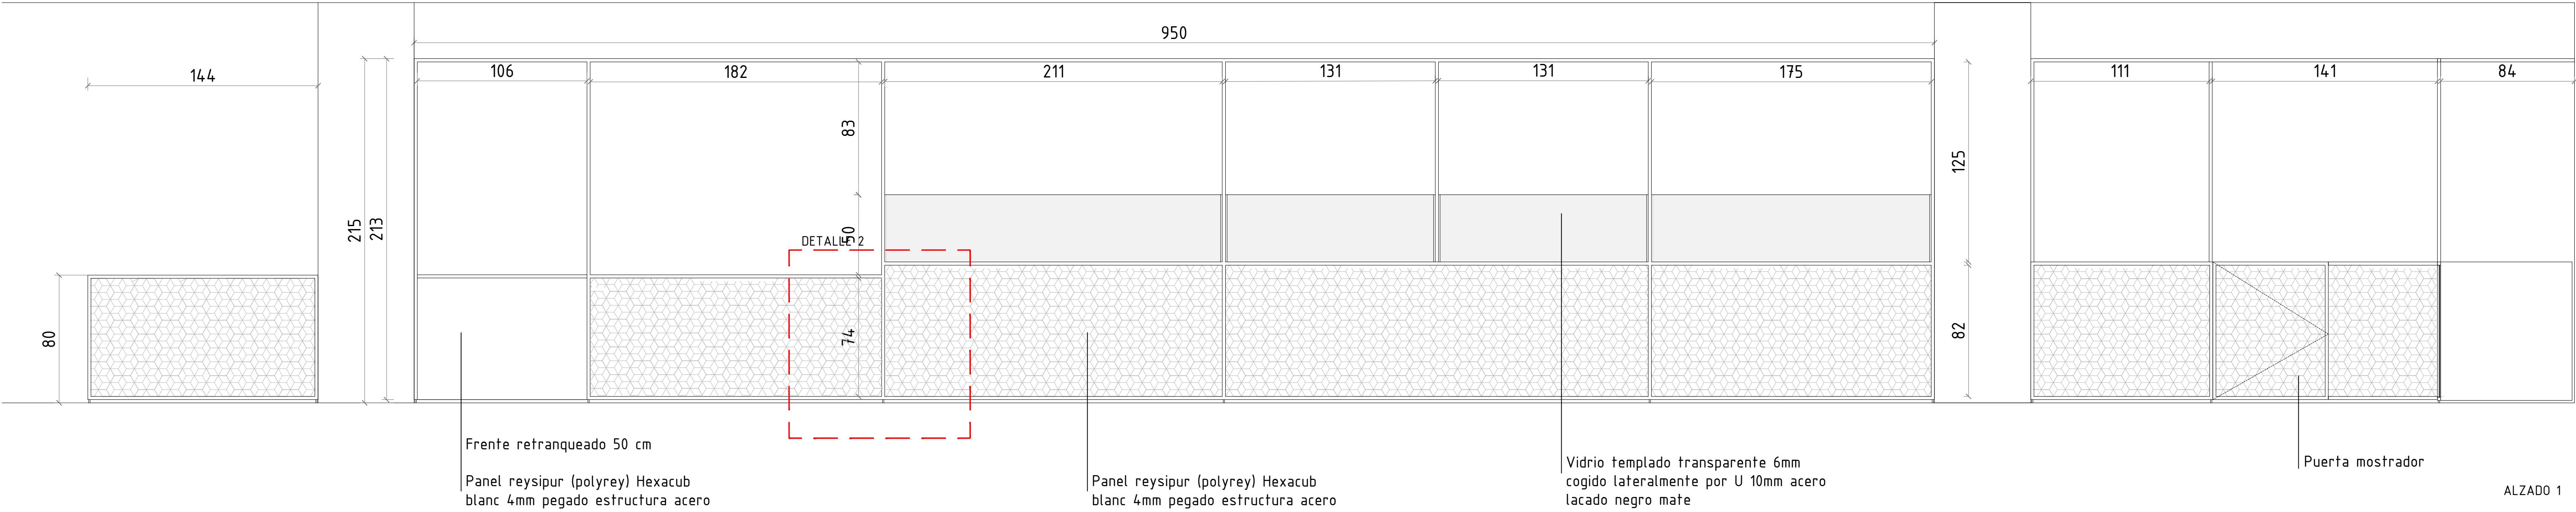 950
144
106
182
211
131
131
175
111
141
84
83
125
215
213
50
DETALLE 2
80
74
82
Frente retranqueado 50 cm
Panel reysipur (polyrey) Hexacub
blanc 4mm pegado estructura acero
Panel reysipur (polyrey) Hexacub
blanc 4mm pegado estructura acero
Vidrio templado transparente 6mm
cogido lateralmente por U 10mm acero
lacado negro mate
Puerta mostrador
ALZADO 1